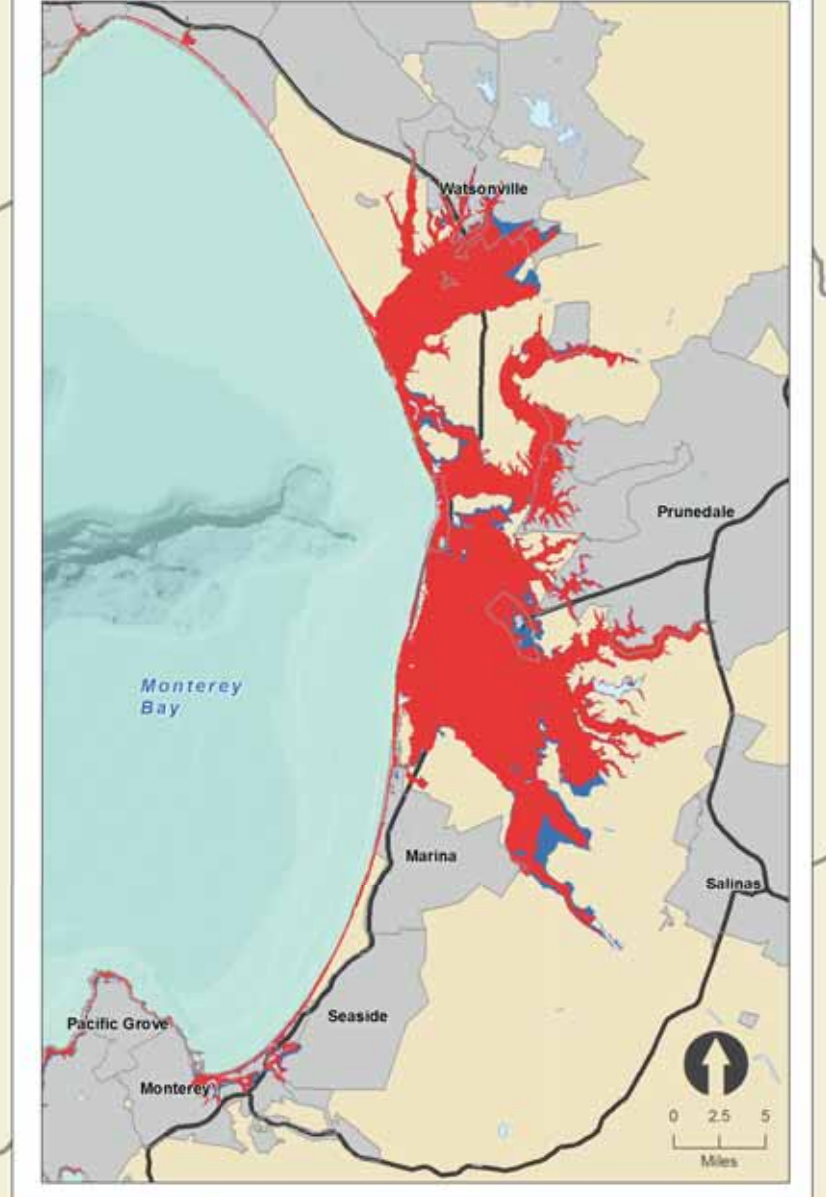 Watsonville
Prunedale
Monterey
Bay
Marina
Salinas
Seaside
Pacific Grove
Monterey
0 2.5 5
Miles